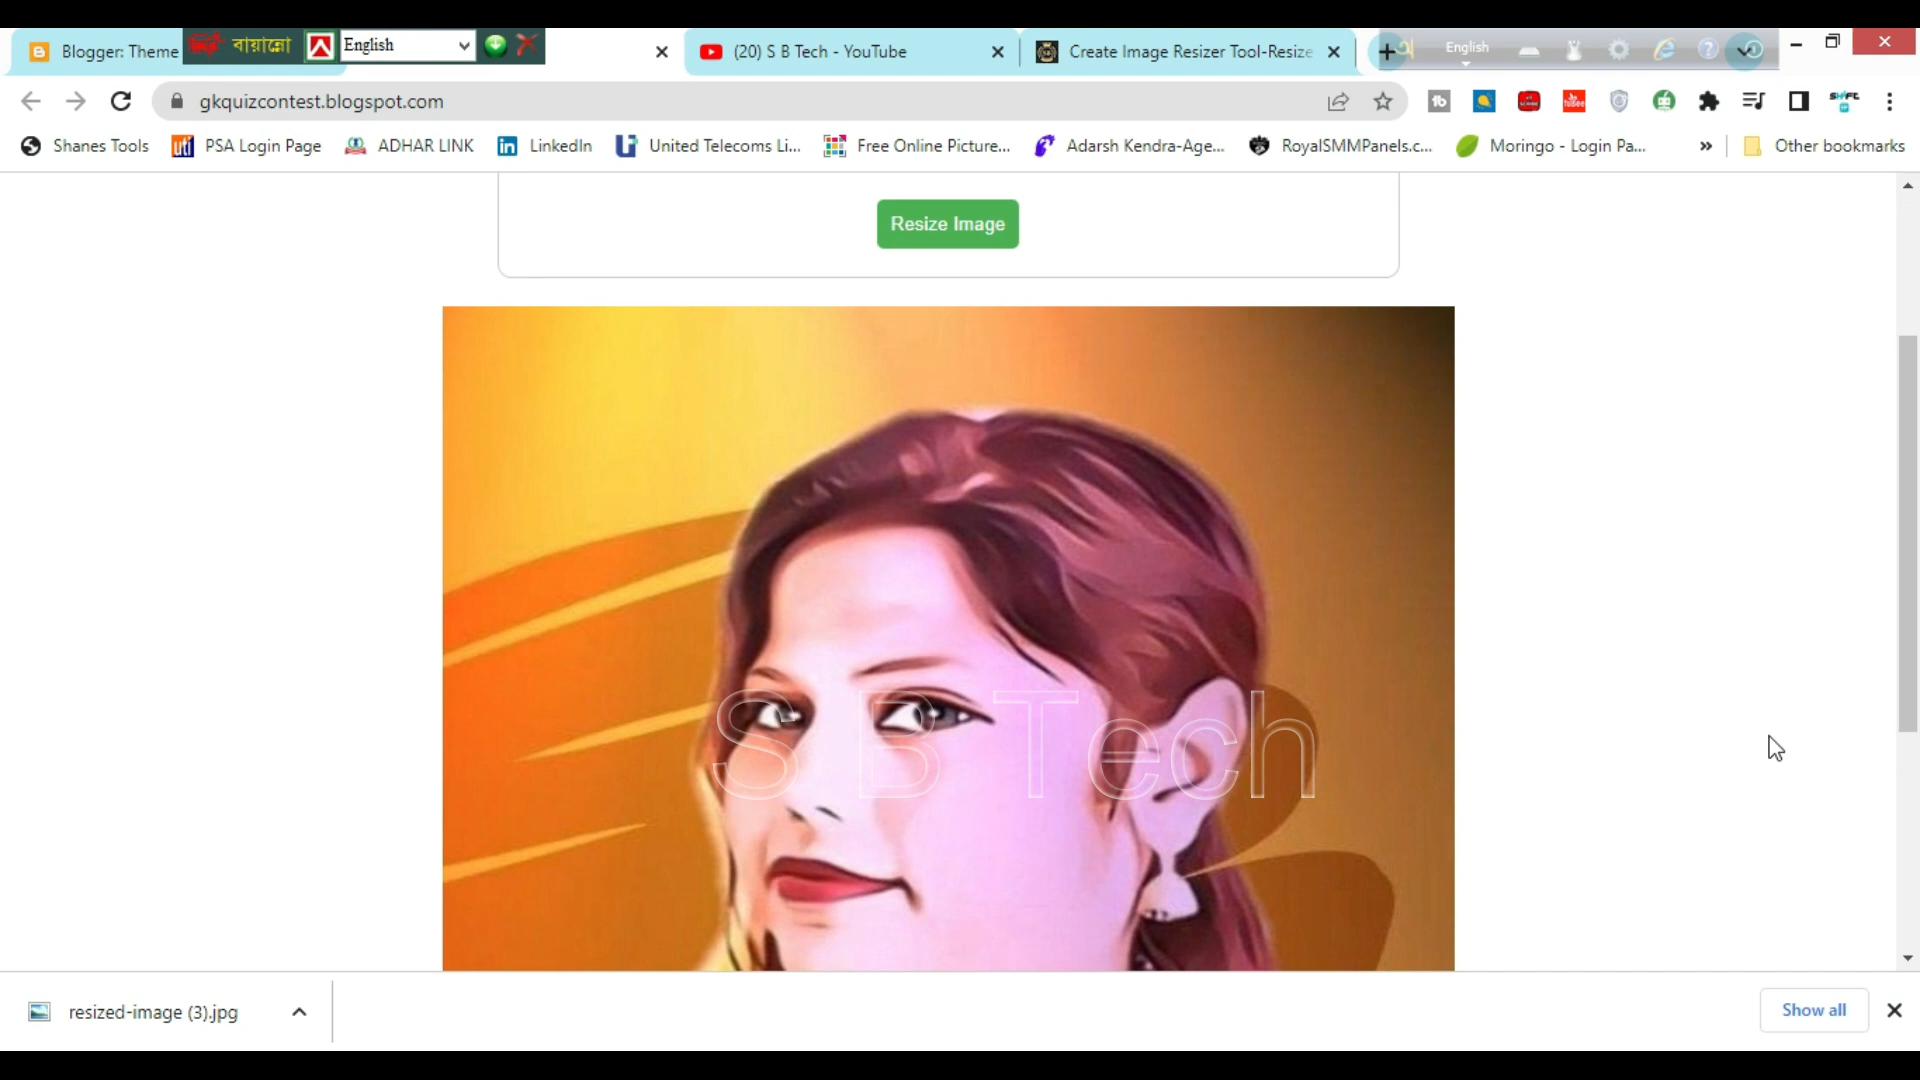 Blogger: Theme
বায়ান্নো
English
(20) S B Tech - YouTube
Create Image Resizer Tool-Resize
English
gkquizcontest.blogspot.com
Shanes Tools
PSA Login Page
ADHAR LINK
LinkedIn
United Telecoms Li...
Free Online Picture...
Adarsh Kendra-Age...
RoyalSMMPanels.c...
Moringo - Login Pa...
Other bookmarks
Resize Image
S B Tech
resized-image (3).jpg
Show all